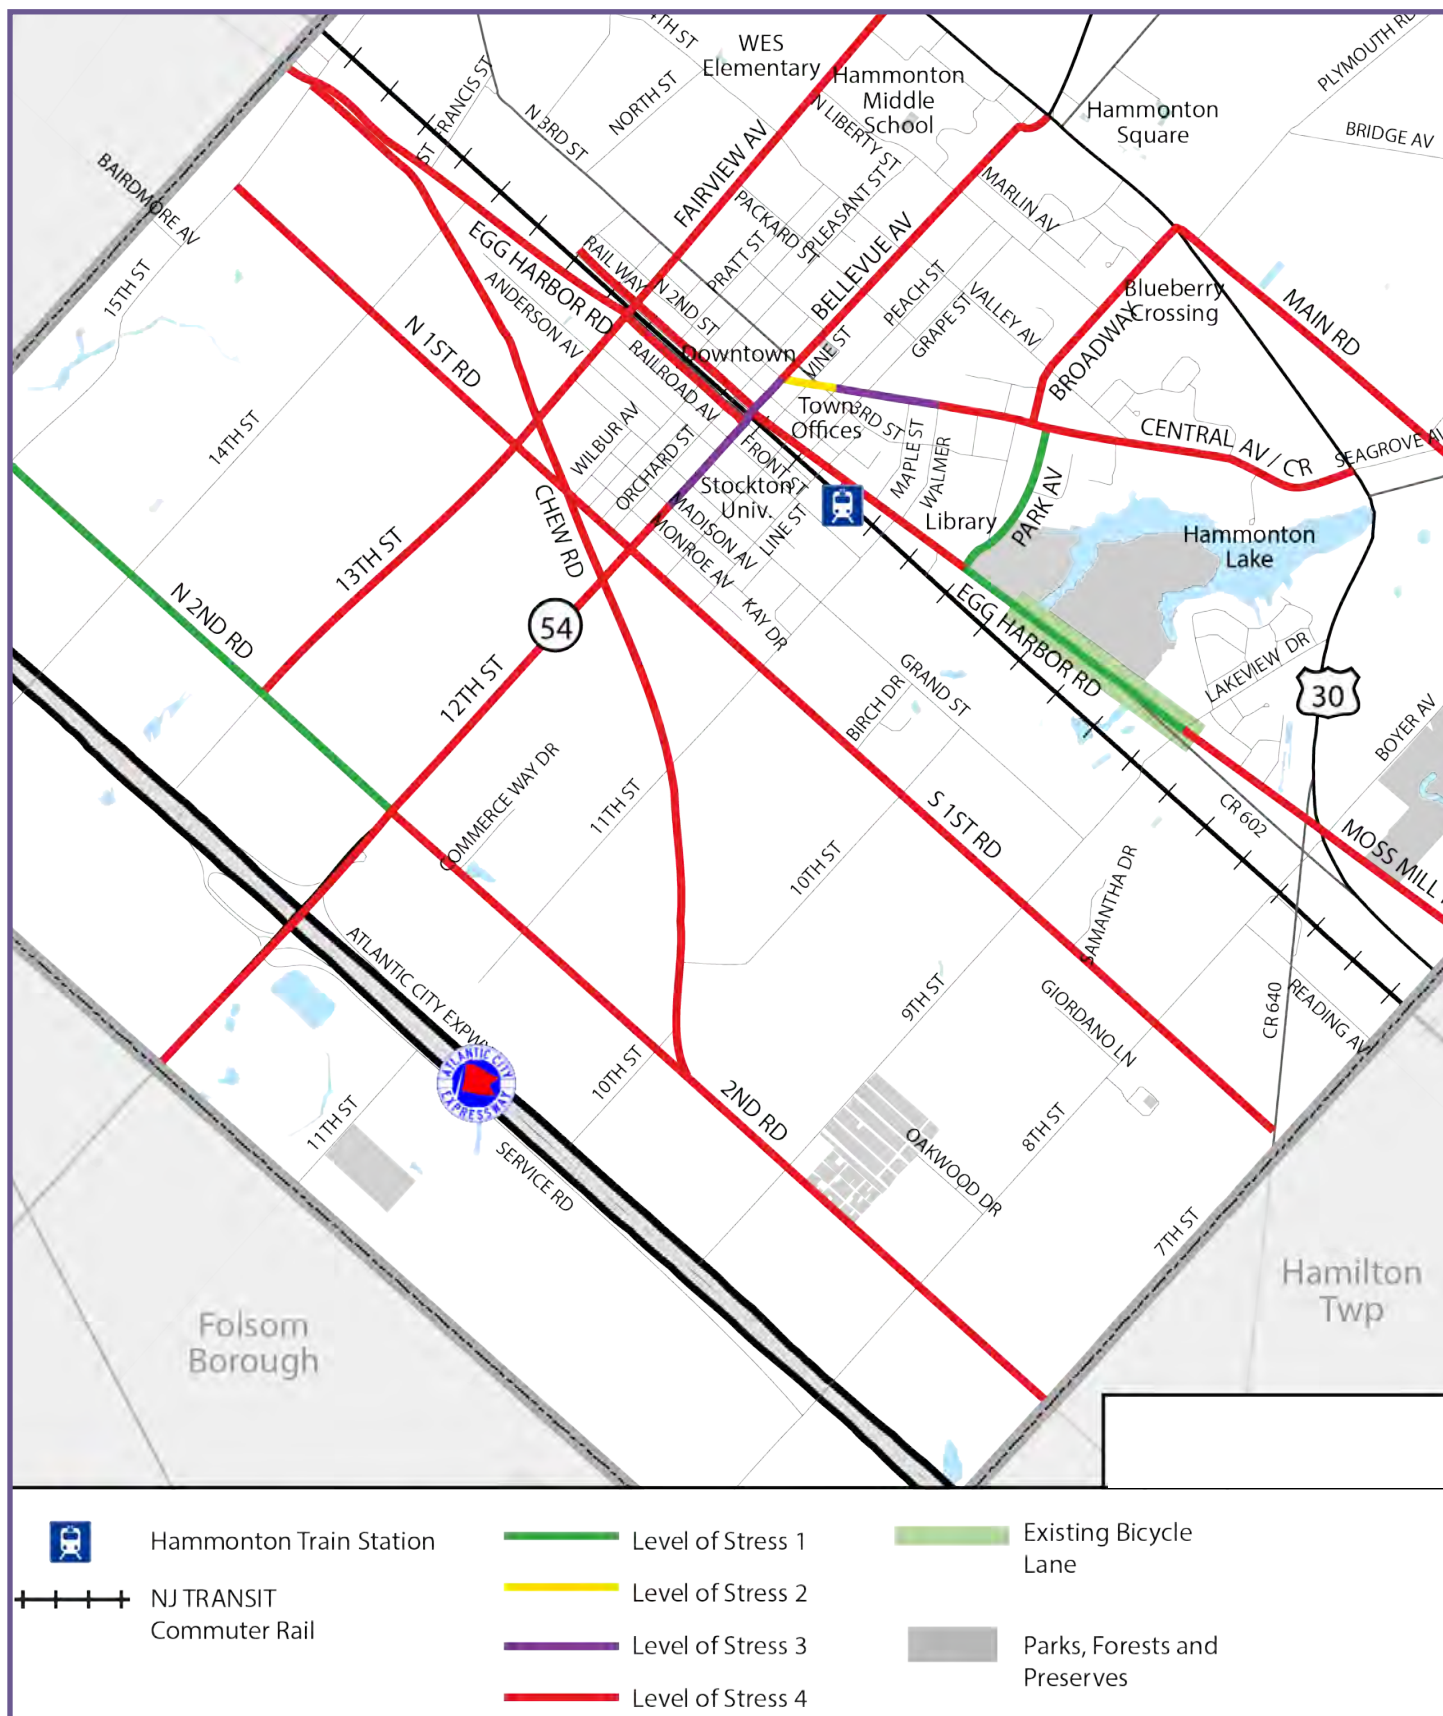 4TH ST
WES
Elementary
PLYMOUTH RD
FRANCIS ST
ST
NORTH ST
N 3RD ST
Hammonton
Middle
School
N LIBERTY ST
Hammonton
Square
BRIDGE AV
BAIRDMORE AV
FAIRVIEW AV
PACKARD ST
PLEASANT ST
MARLIN AV
15TH ST
EGG HARBOR RD
RAIL WAY
PRATT ST
N 2ND ST
BELLEVUE AV
PEACH ST
VALLEY AV
GRAPE ST
Blueberry
Crossing
MAIN RD
ANDERSON AV
N 1ST RD
RAILROAD AV
Downtown
VINE ST
BROADWAY
14TH ST
WILBUR AV
ORCHARD ST
Town
Offices
3RD ST
MAPLE ST
WALMER
CENTRAL AV / CR
SEAGROVE AV
FRONT ST
Stockton
Univ.
LINE ST
MADISON AV
MONROE AV
CHEW RD
Library
PARK AV
Hammonton
Lake
13TH ST
N 2ND RD
54
KAY DR
EGG HARBOR RD
LAKEVIEW DR
12TH ST
GRAND ST
BIRCH DR
30
BOYER AV
COMMERCE WAY DR
11TH ST
10TH ST
S 1ST RD
CR 602
MOSS MILL
SAMANTHA DR
ATLANTIC CITY EXPWY
9TH ST
GIORDANO LN
CR 640
READING AV
ATLANTIC CITY
EXPRESSWAY
10TH ST
11TH ST
2ND RD
8TH ST
OAKWOOD DR
SERVICE RD
7TH ST
Folsom
Borough
Hamilton
Twp
Hammonton Train Station
NJ TRANSIT
Commuter Rail
Level of Stress 1
Level of Stress 2
Level of Stress 3
Level of Stress 4
Existing Bicycle
Lane
Parks, Forests and
Preserves